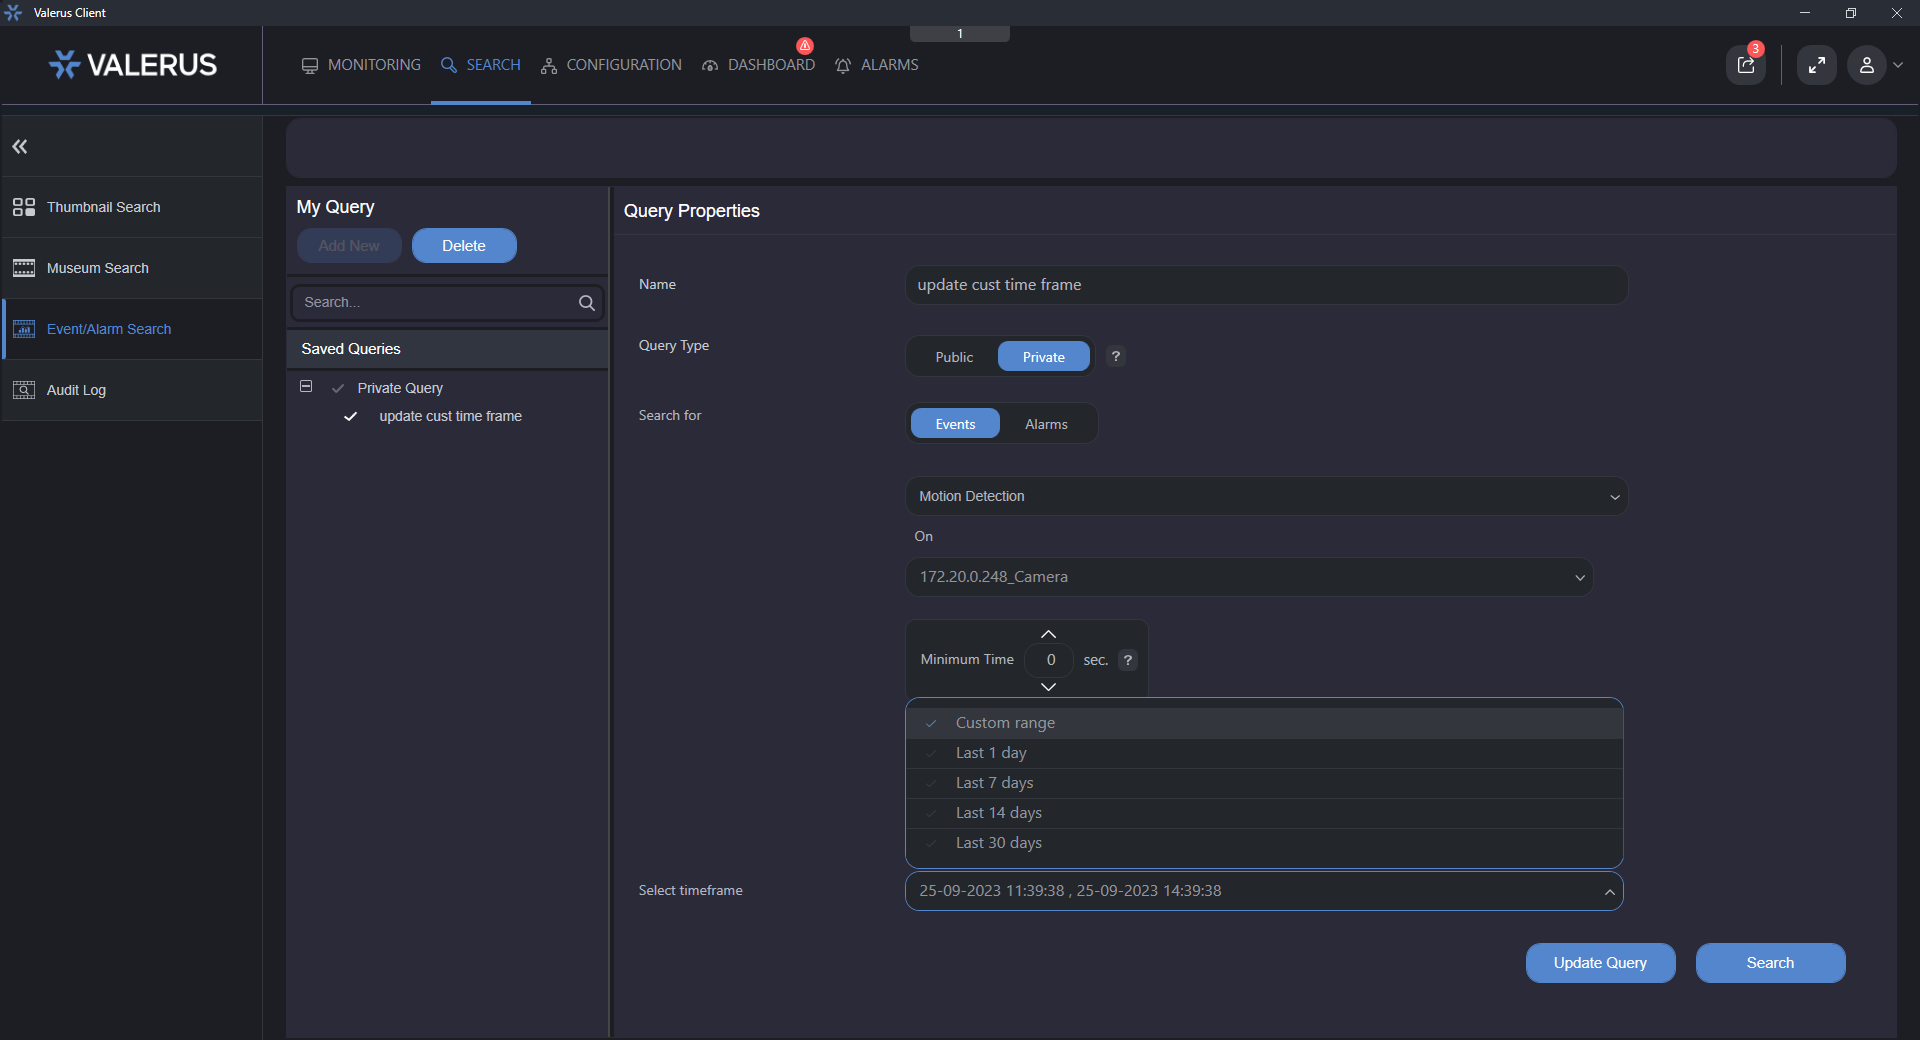 Valerus Client
1
VALERUS
MONITORING
SEARCH
CONFIGURATION
DASHBOARD
ALARMS
3
Thumbnail Search
Museum Search
Event/Alarm Search
Audit Log
My Query
Add New
Delete
Search...
Saved Queries
Private Query
update cust time frame
Query Properties
Name
update cust time frame
Query Type
Public
Private
?
Search for
Events
Alarms
Motion Detection
On
172.20.0.248_Camera
Minimum Time
0
sec.
?
Custom range
Last 1 day
Last 7 days
Last 14 days
Last 30 days
Select timeframe
25-09-2023 11:39:38 , 25-09-2023 14:39:38
Update Query
Search